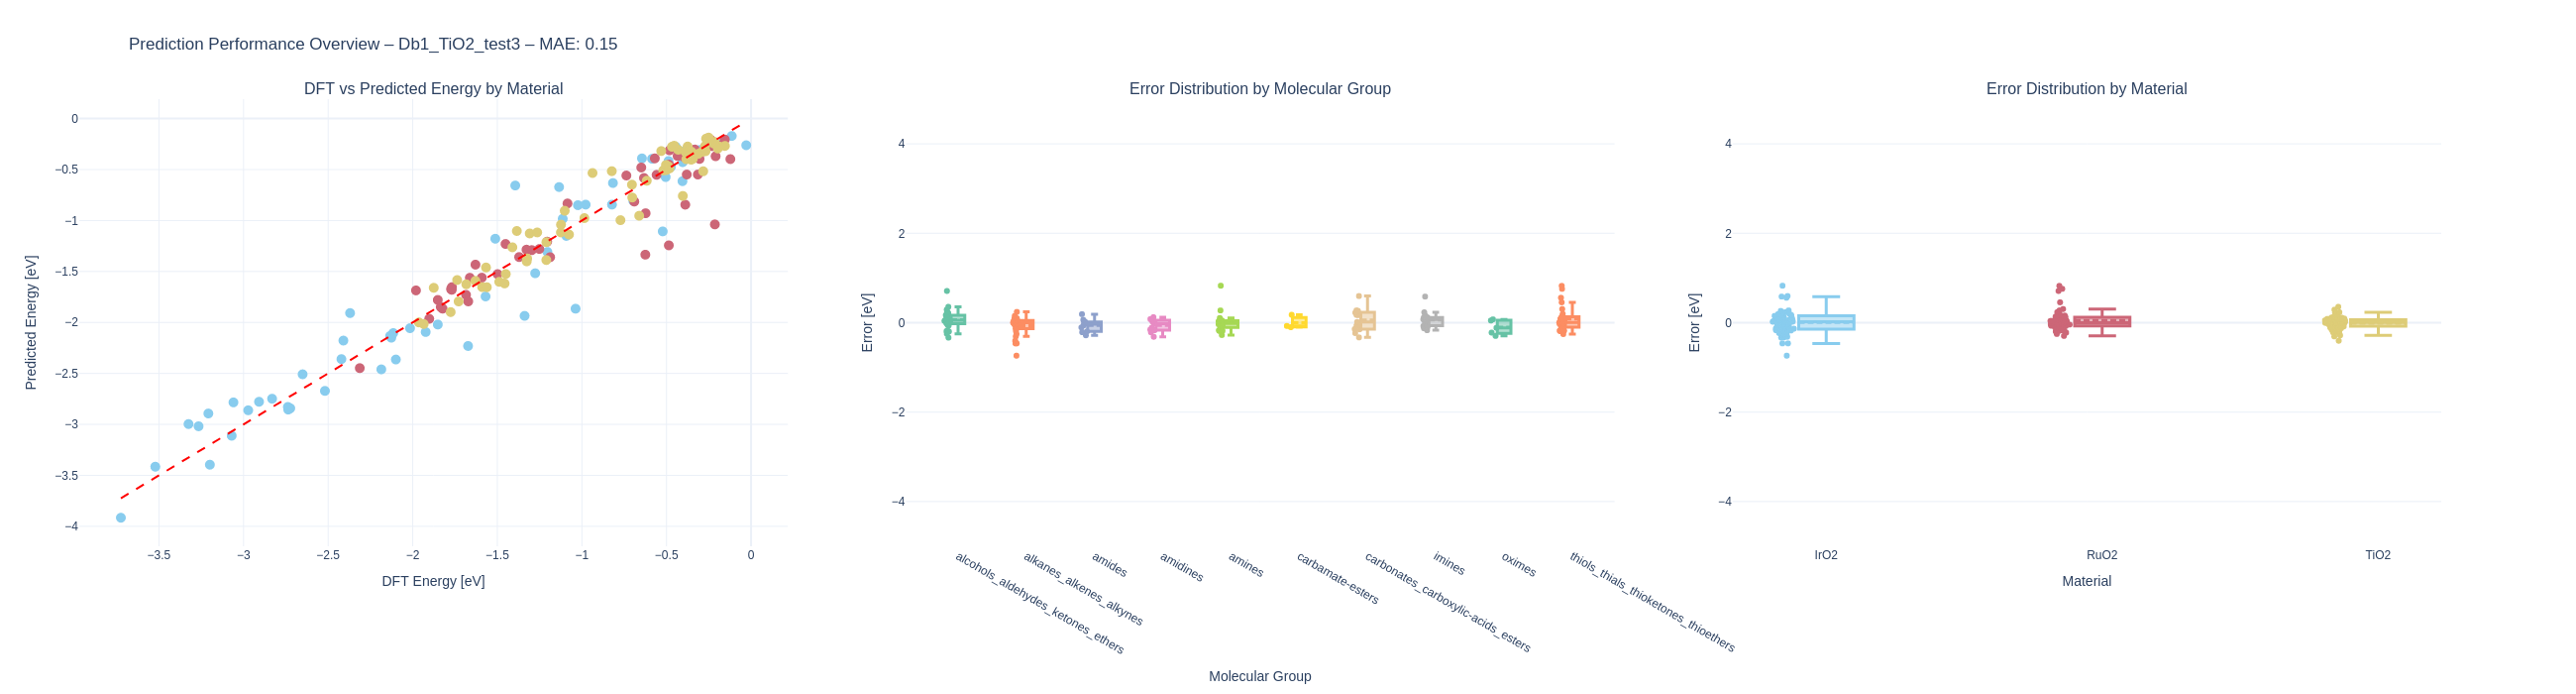 Prediction Performance Overview – Db1_TiO2_test3 – MAE: 0.15
DFT vs Predicted Energy by Material
0
−0.5
−1
−1.5
−2
−2.5
−3
−3.5
−4
Predicted Energy [eV]
−3.5
−3
−2.5
−2
−1.5
−1
−0.5
0
DFT Energy [eV]
Error Distribution by Molecular Group
4
2
0
−2
−4
Error [eV]
alcohols_aldehydes_ketones_ethers
alkanes_alkenes_alkynes
amides
amidines
amines
carbamate-esters
carbonates_carboxylic-acids_esters
imines
oximes
thiols_thials_thioketones_thioethers
Molecular Group
Error Distribution by Material
4
2
0
−2
−4
Error [eV]
IrO2
RuO2
TiO2
Material